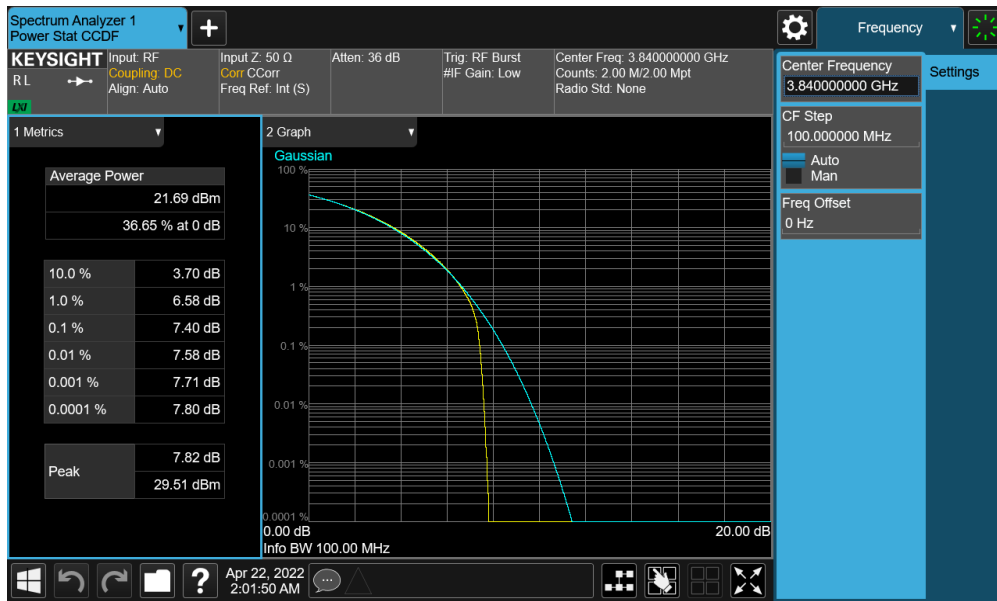 Spectrum Analyzer 1
Power Stat CCDF
+
Frequency
KEYSIGHT
R L
LXI
Input: RF
Coupling: DC
Align: Auto
Input Z: 50 Ω
Corr CCorr
Freq Ref: Int (S)
Atten: 36 dB
Trig: RF Burst
#IF Gain: Low
Center Freq: 3.840000000 GHz
Counts: 2.00 M/2.00 Mpt
Radio Std: None
Center Frequency
3.840000000 GHz
Settings
CF Step
100.000000 MHz
Auto
Man
Freq Offset
0 Hz
1 Metrics
Average Power
21.69 dBm
36.65 % at 0 dB
10.0 % 3.70 dB
1.0 % 6.58 dB
0.1 % 7.40 dB
0.01 % 7.58 dB
0.001 % 7.71 dB
0.0001 % 7.80 dB
Peak
7.82 dB
29.51 dBm
2 Graph
Gaussian
100 %
10 %
1 %
0.1 %
0.01 %
0.001 %
0.0001 %
0.00 dB 20.00 dB
Info BW 100.00 MHz
?
Apr 22, 2022
2:01:50 AM